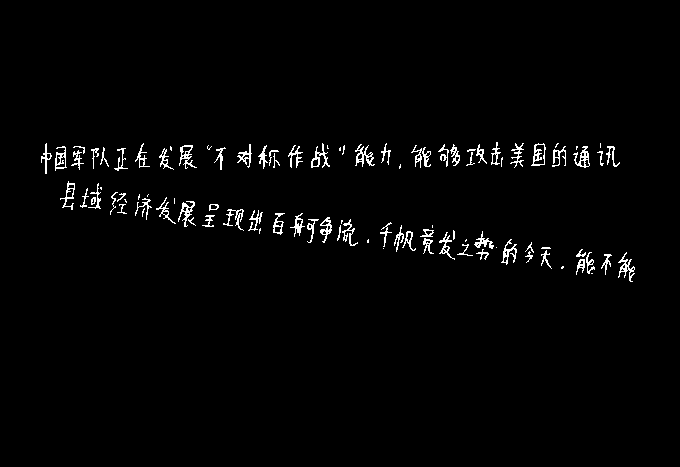 中国军队正在发展“不对称作战”能力,能够攻击美国的通讯
县域经济发展呈现出百舸争流,千帆竞发之势的今天,能不能